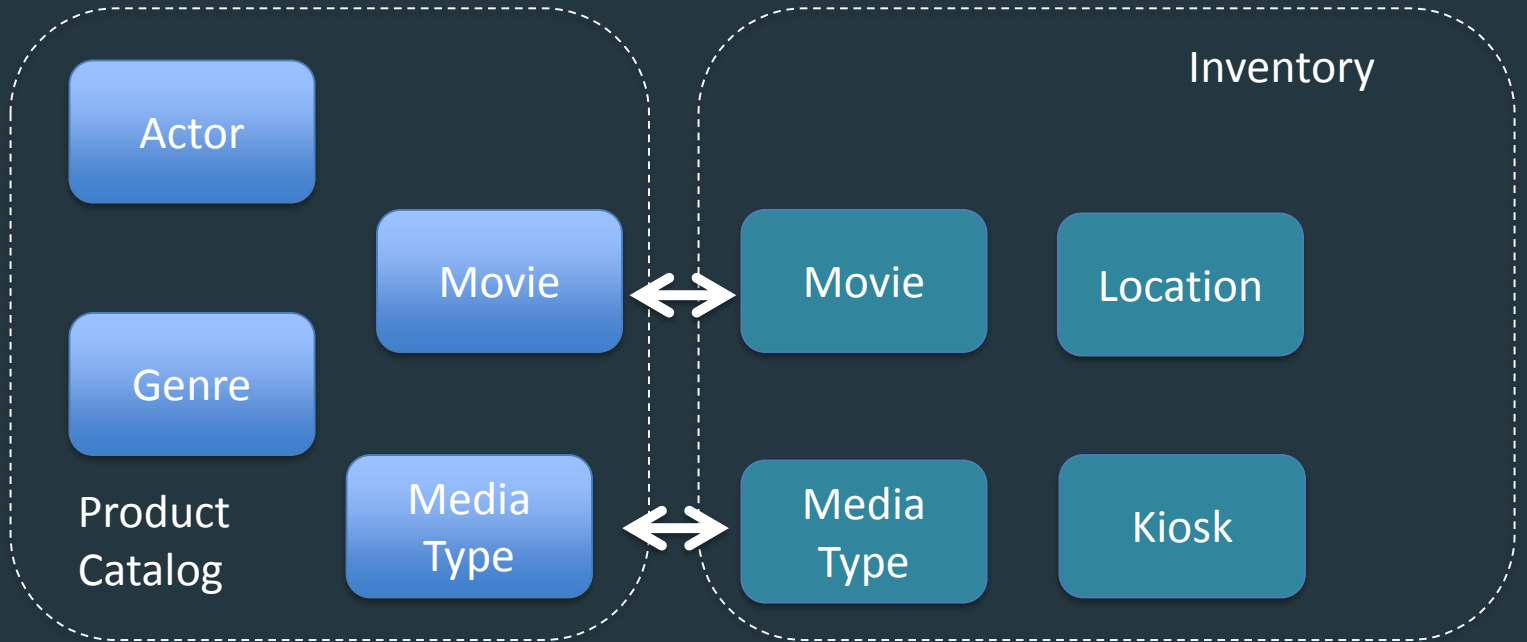 Actor
Movie
Genre
Media
Type
Product
Catalog
Inventory
Movie
Location
Media
Type
Kiosk